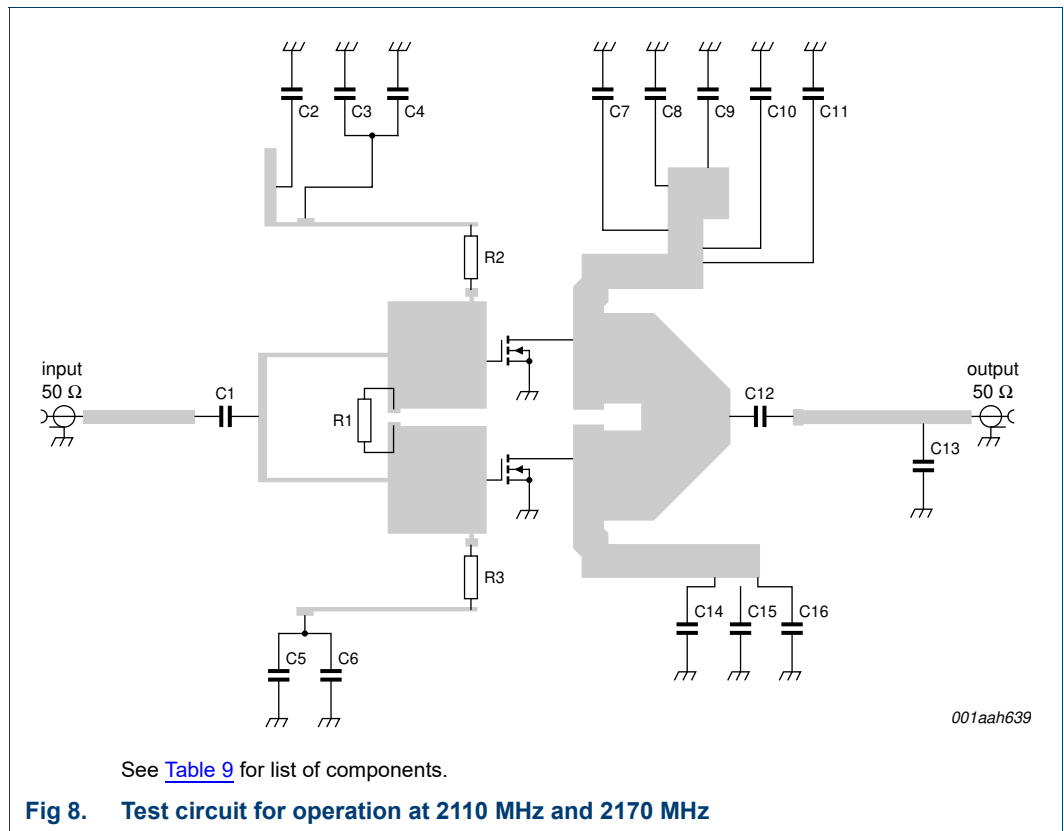 C2 C3 C4 C7 C8 C9 C10 C11
R2
input
50 Ω
C1
R1
C12
output
50 Ω
C13
R3
C14 C15 C16
C5 C6
001aah639
See Table 9 for list of components.
Fig 8. Test circuit for operation at 2110 MHz and 2170 MHz